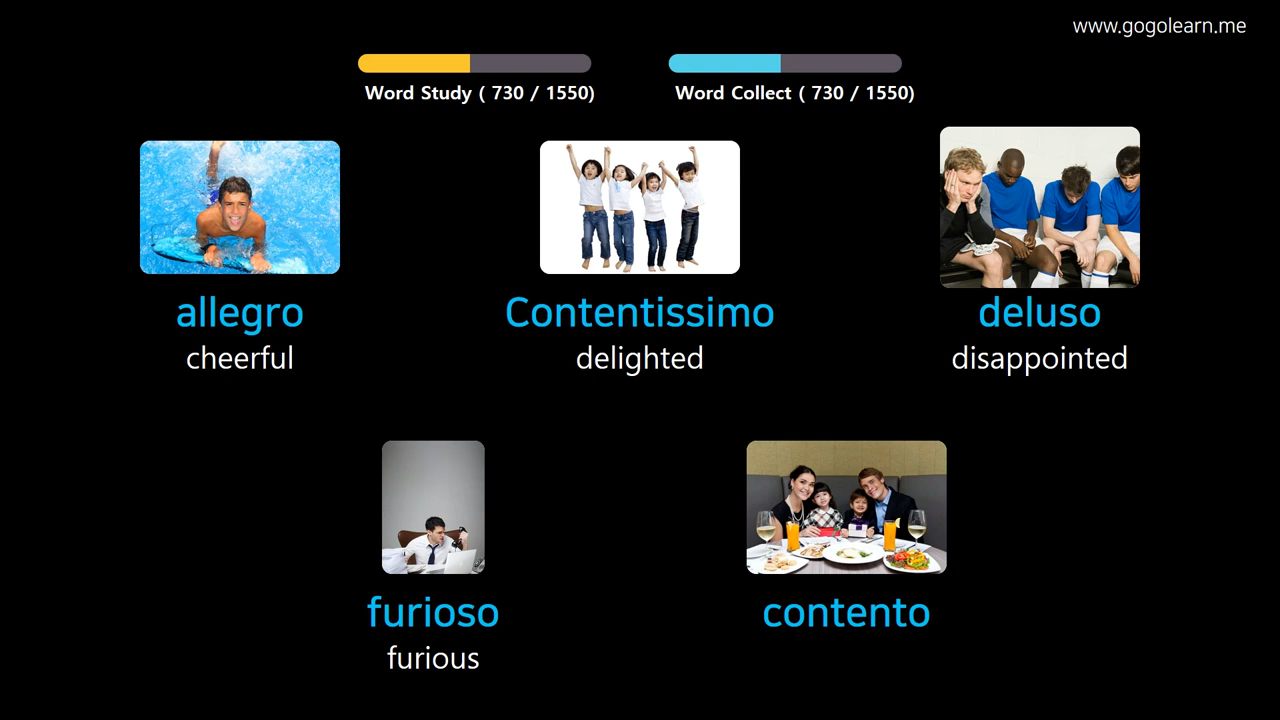 www.gogolearn.me
Word Study ( 730 / 1550)
Word Collect ( 730 / 1550)
allegro
cheerful
Contentissimo
delighted
deluso
disappointed
furioso
furious
contento